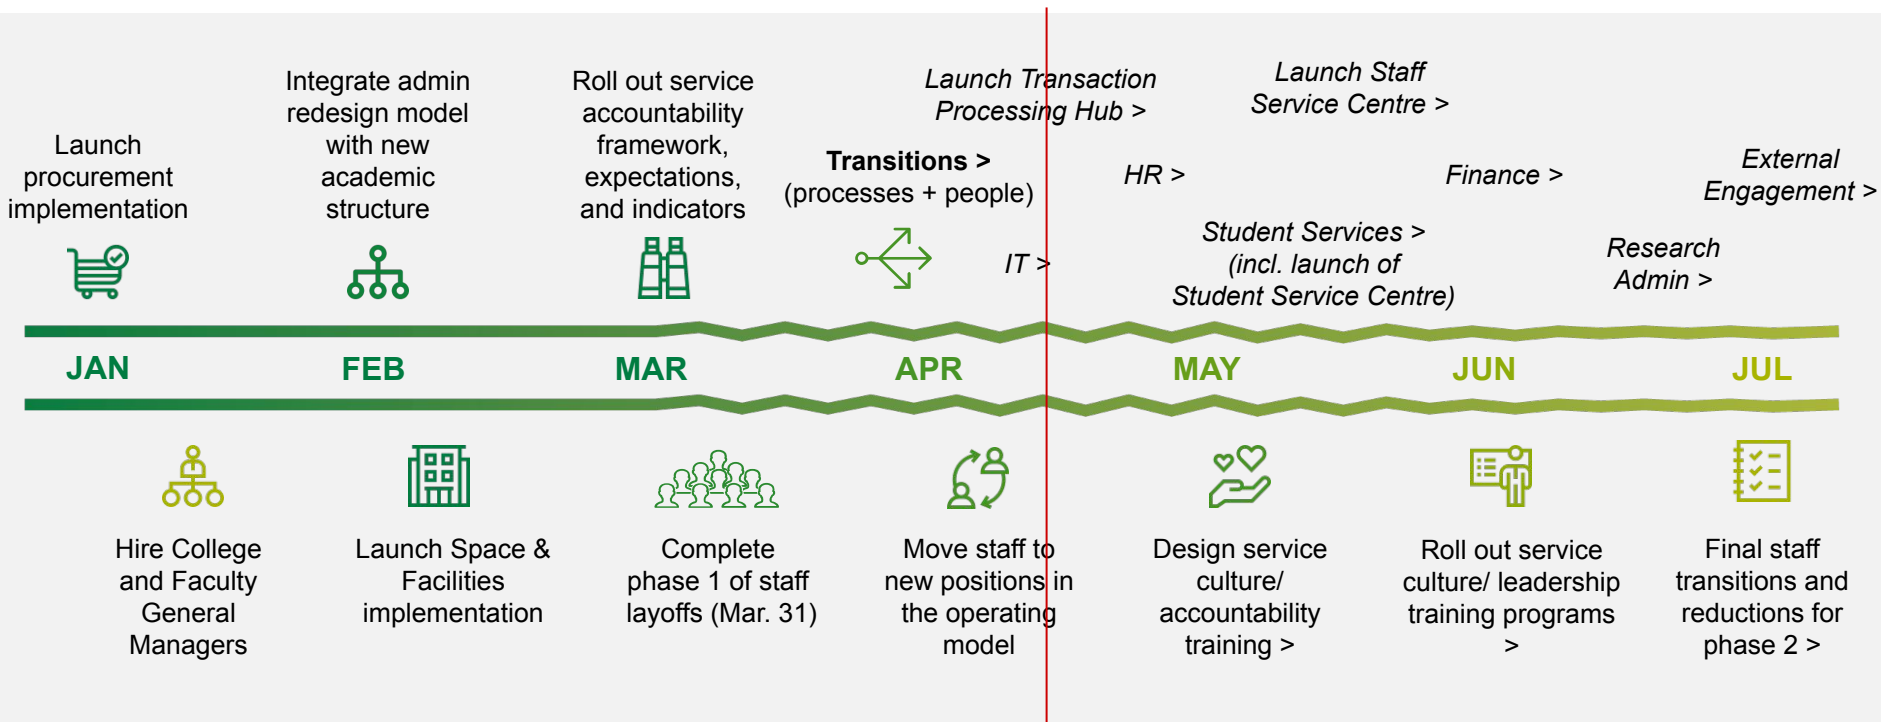 Launch
procurement
implementation
Integrate admin
redesign model
with new
academic
structure
Roll out service
accountability
framework,
expectations,
and indicators
Transitions >
(processes + people)
Launch Transaction
Processing Hub >
IT >
HR >
Launch Staff
Service Centre >
Student Services >
(incl. launch of
Student Service Centre)
Finance >
Research
Admin >
External
Engagement >
JAN
FEB
MAR
APR
MAY
JUN
JUL
Hire College
and Faculty
General
Managers
Launch Space &
Facilities
implementation
Complete
phase 1 of staff
layoffs (Mar. 31)
Move staff to
new positions in
the operating
model
Design service
culture/
accountability
training >
Roll out service
culture/ leadership
training programs
>
Final staff
transitions and
reductions for
phase 2 >